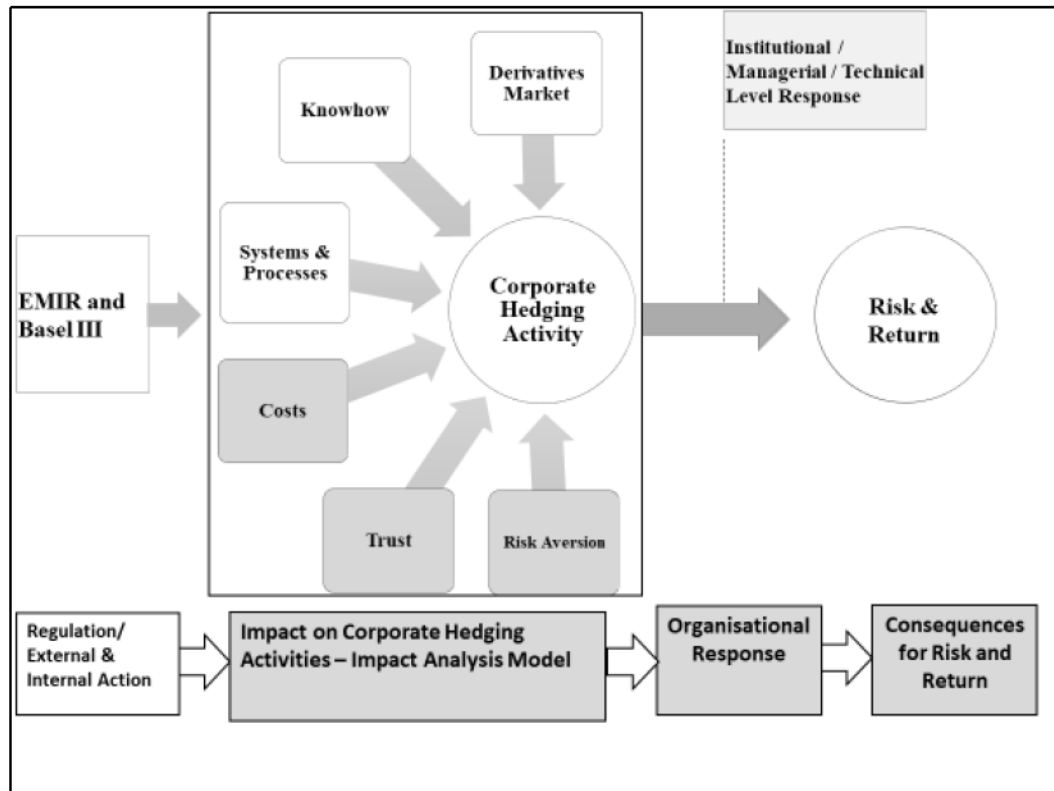 Derivatives
Market
Knowhow
Institutional /
Managerial / Technical
Level Response
Systems &
Processes
EMIR and
Basel III
Corporate
Hedging
Activity
Risk &
Return
Costs
Trust
Risk Aversion
Regulation/
External &
Internal Action
Impact on Corporate Hedging
Activities – Impact Analysis Model
Organisational
Response
Consequences
for Risk and
Return